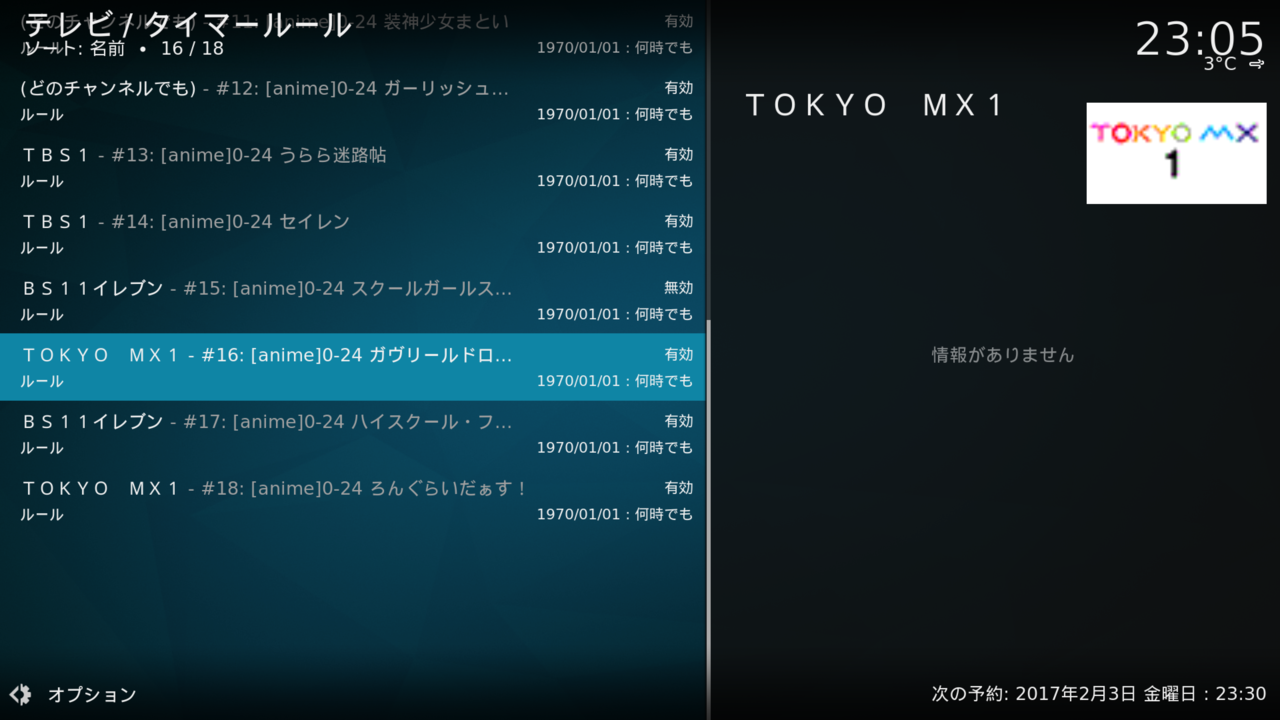 テレビ / タイマールール
ソート: 名前 • 16 / 18
(どのチャンネルでも) - #11: [anime]0-24 装神少女まとい
有効
ルール
1970/01/01 : 何時でも
(どのチャンネルでも) - #12: [anime]0-24 ガーリッシュ...
有効
ルール
1970/01/01 : 何時でも
ＴＢＳ１ - #13: [anime]0-24 うらら迷路帖
有効
ルール
1970/01/01 : 何時でも
ＴＢＳ１ - #14: [anime]0-24 セイレン
有効
ルール
1970/01/01 : 何時でも
ＢＳ１１イレブン - #15: [anime]0-24 スクールガールス...
無効
ルール
1970/01/01 : 何時でも
ＴＯＫＹＯ　ＭＸ１ - #16: [anime]0-24 ガヴリールドロ...
有効
ルール
1970/01/01 : 何時でも
ＢＳ１１イレブン - #17: [anime]0-24 ハイスクール・フ...
有効
ルール
1970/01/01 : 何時でも
ＴＯＫＹＯ　ＭＸ１ - #18: [anime]0-24 ろんぐらいだぁす！
有効
ルール
1970/01/01 : 何時でも
オプション
23:05
3°C
ＴＯＫＹＯ　ＭＸ１
TOKYO MX
1
情報がありません
次の予約: 2017年2月3日 金曜日 : 23:30